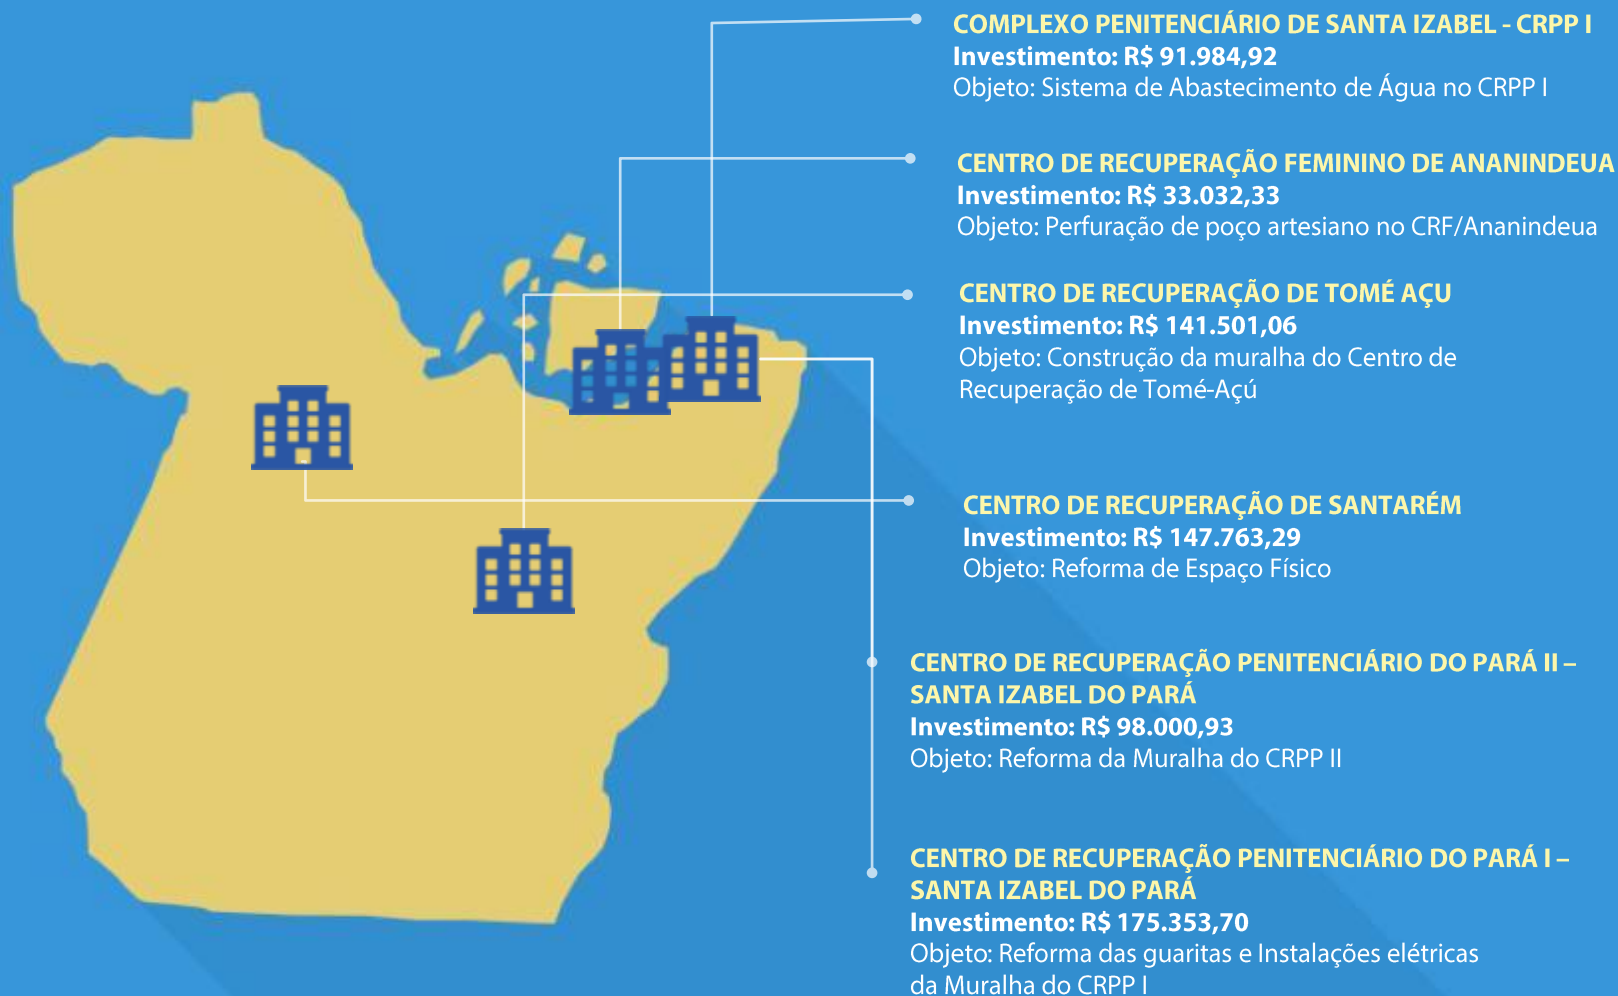 COMPLEXO PENITENCIÁRIO DE SANTA IZABEL - CRPP I
Investimento: R$ 91.984,92
Objeto: Sistema de Abastecimento de Água no CRPP I
CENTRO DE RECUPERAÇÃO FEMININO DE ANANINDEUA
Investimento: R$ 33.032,33
Objeto: Perfuração de poço artesiano no CRF/Ananindeua
CENTRO DE RECUPERAÇÃO DE TOMÉ AÇU
Investimento: R$ 141.501,06
Objeto: Construção da muralha do Centro de
Recuperação de Tomé-Açú
CENTRO DE RECUPERAÇÃO DE SANTARÉM
Investimento: R$ 147.763,29
Objeto: Reforma de Espaço Físico
CENTRO DE RECUPERAÇÃO PENITENCIÁRIO DO PARÁ II –
SANTA IZABEL DO PARÁ
Investimento: R$ 98.000,93
Objeto: Reforma da Muralha do CRPP II
CENTRO DE RECUPERAÇÃO PENITENCIÁRIO DO PARÁ I –
SANTA IZABEL DO PARÁ
Investimento: R$ 175.353,70
Objeto: Reforma das guaritas e Instalações elétricas
da Muralha do CRPP I